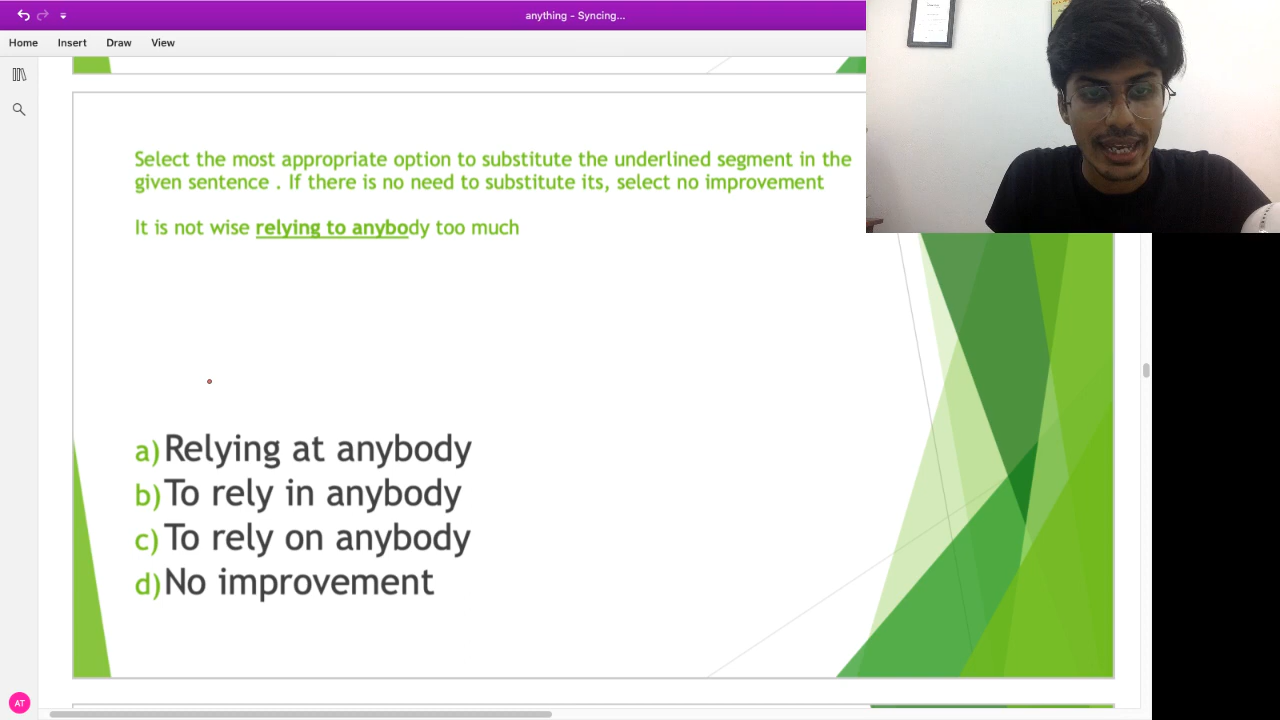 anything - Syncing...
Home Insert Draw View
Select the most appropriate option to substitute the underlined segment in the
given sentence . If there is no need to substitute its, select no improvement
It is not wise relying to anybody too much
a) Relying at anybody
b) To rely in anybody
c) To rely on anybody
d) No improvement
AT